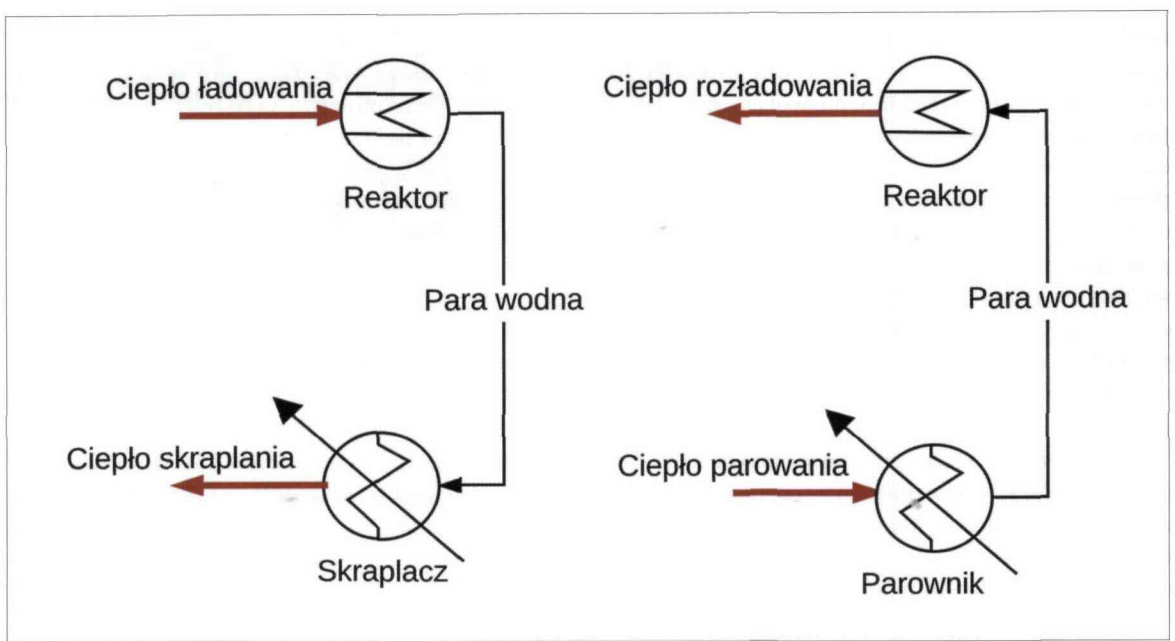 Ciepło ładowania
Reaktor
Para wodna
Ciepło skraplania
Skraplacz
Ciepło rozładowania
Reaktor
Para wodna
Ciepło parowania
Parownik